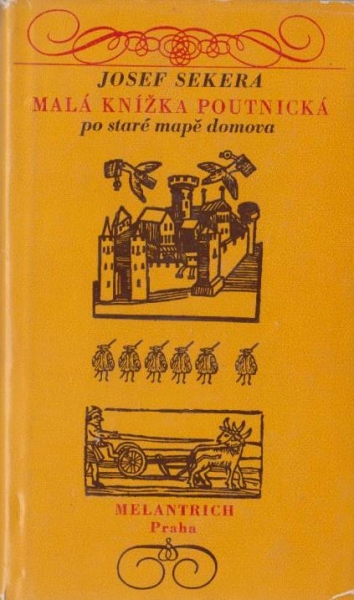 JOSEF SEKERA
MALÁ KNÍŽKA POUTNICKÁ
po staré mapě domova
MELANTRICH
Praha